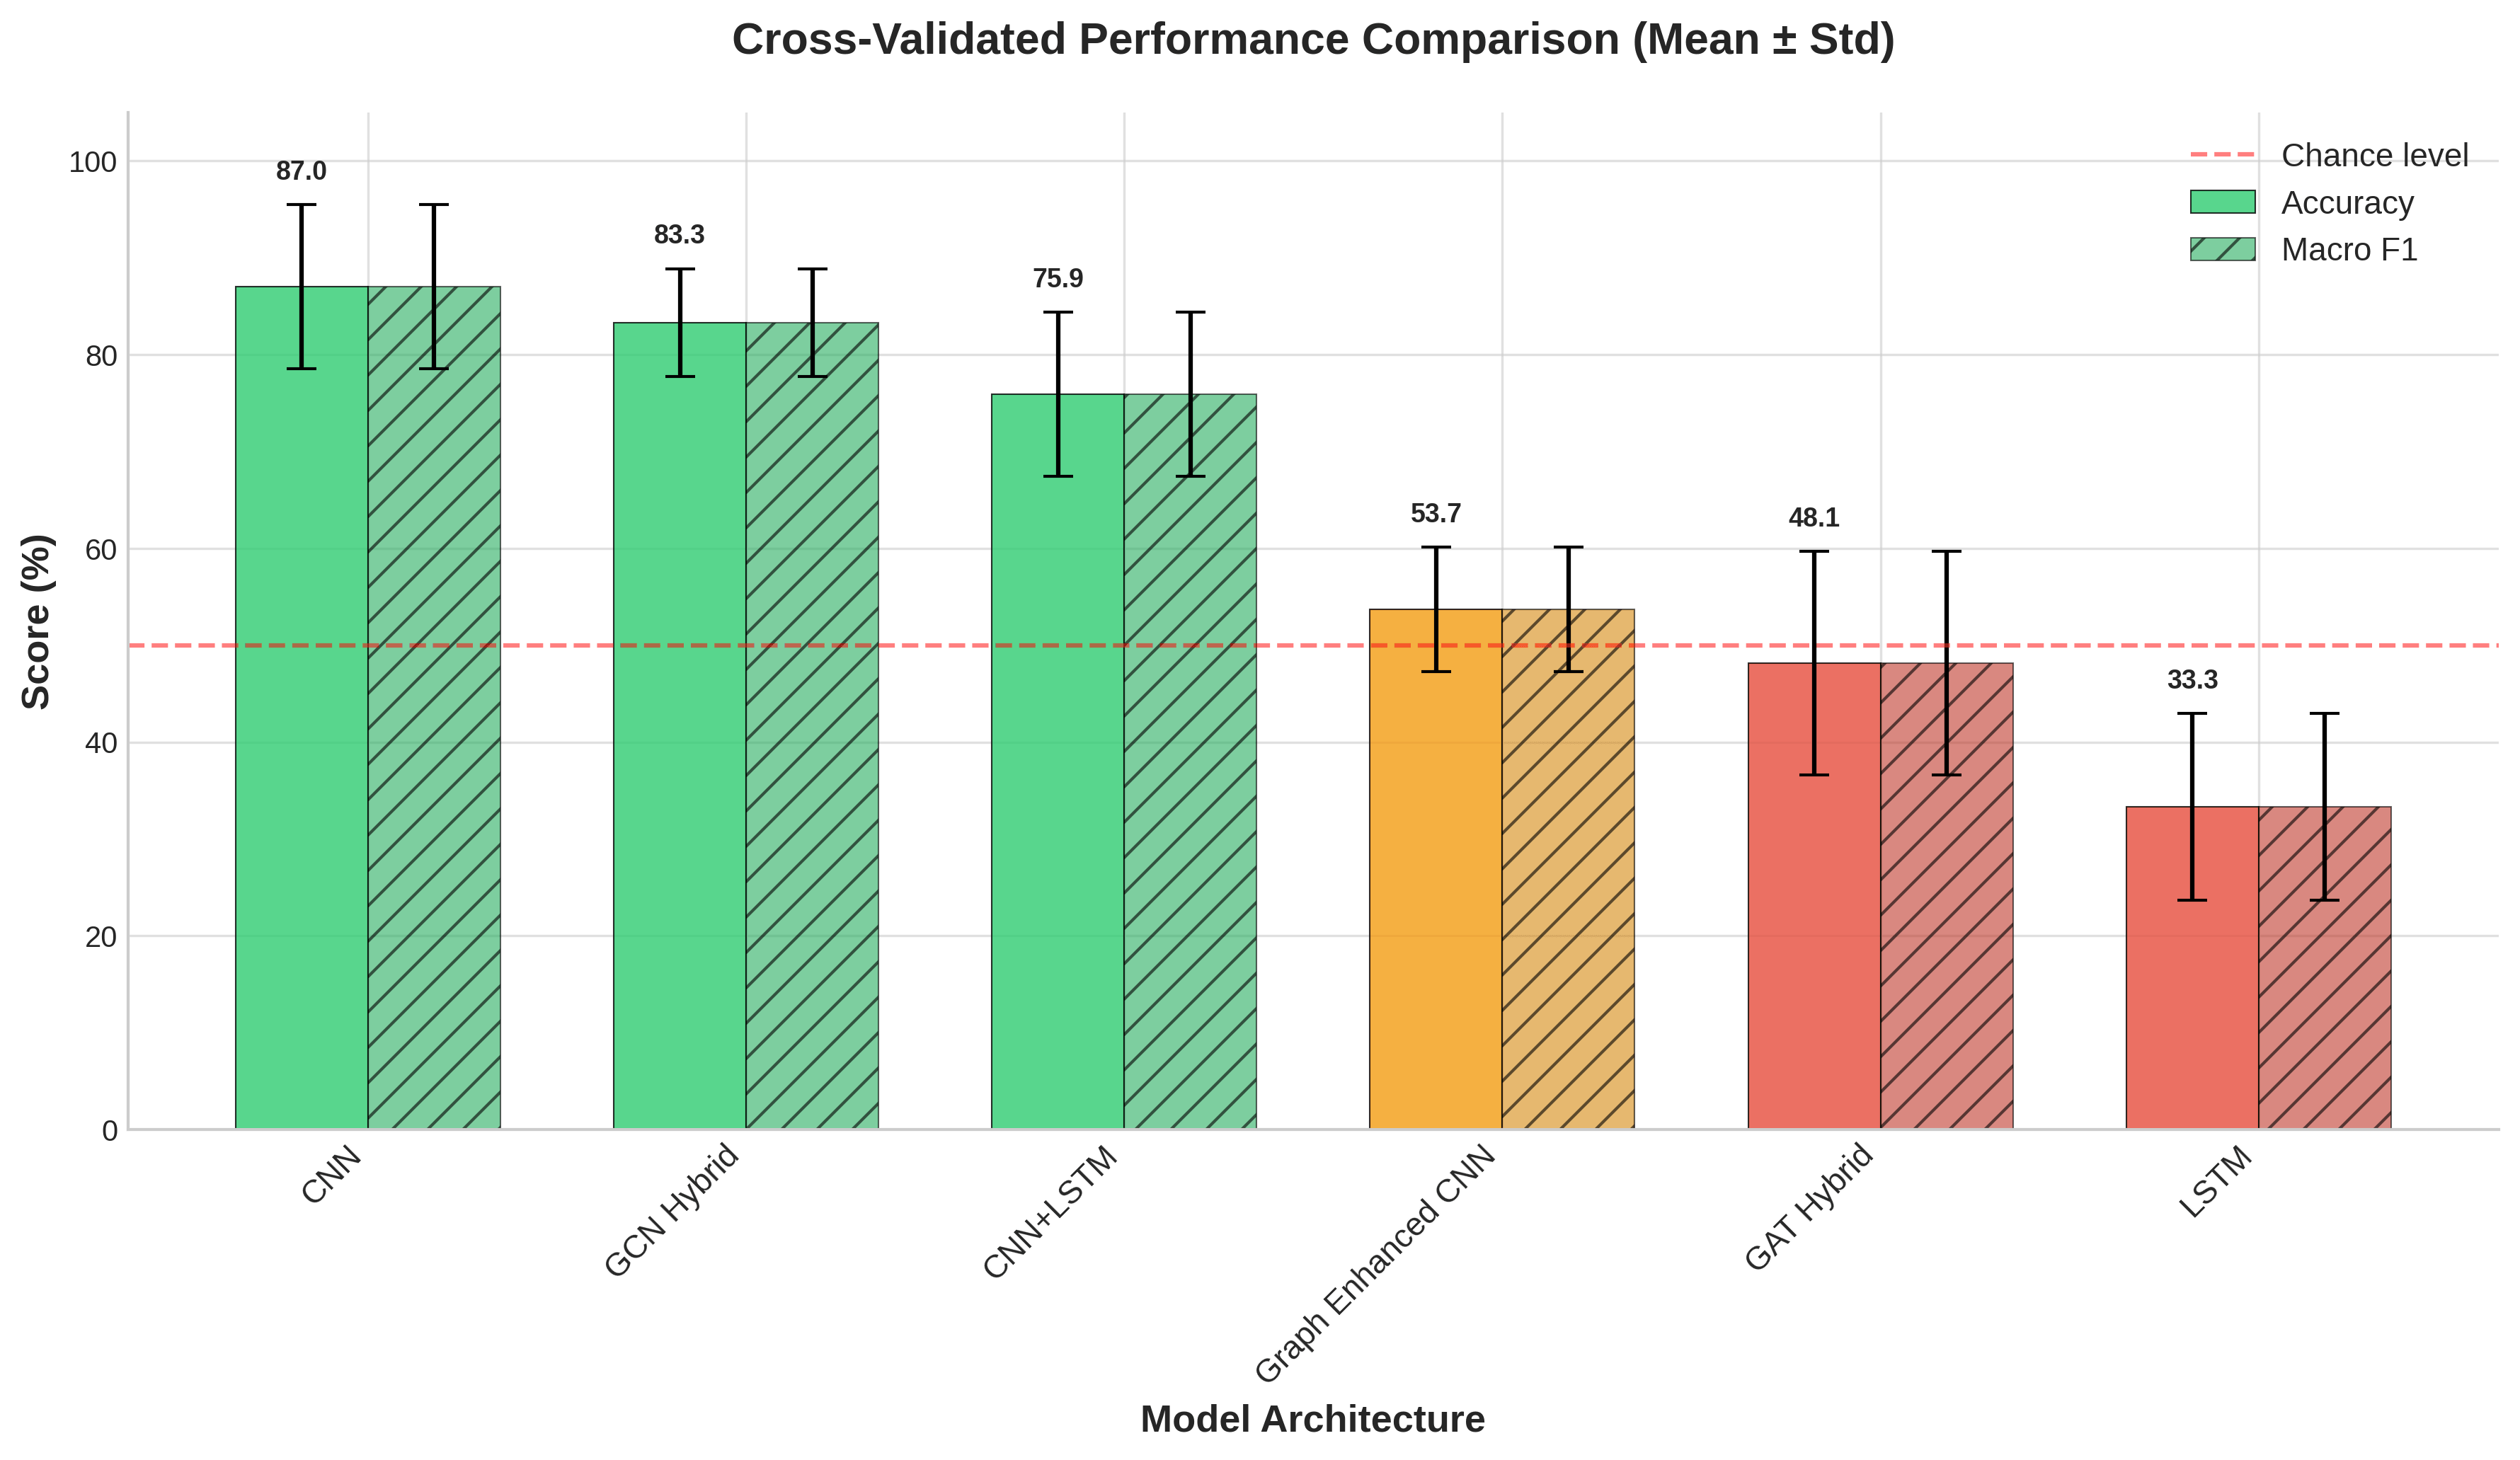 Cross-Validated Performance Comparison (Mean ± Std)
Chance level
Accuracy
Macro F1
87.0
83.3
75.9
53.7
48.1
33.3
100
80
60
40
20
0
Score (%)
CNN
GCN Hybrid
CNN+LSTM
Graph Enhanced CNN
GAT Hybrid
LSTM
Model Architecture